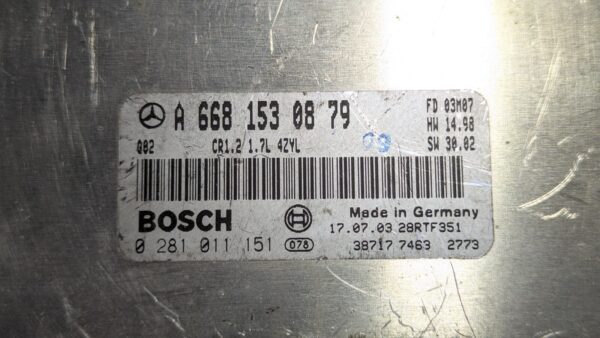 A 668 153 08 79
FD 03M07
HW 14.98
Q02 CR1.2 1.7L 4ZYL
09
SW 30.02
BOSCH
Made in Germany
17.07.03 28RTF351
0 281 011 151 078
38717 7463 2773